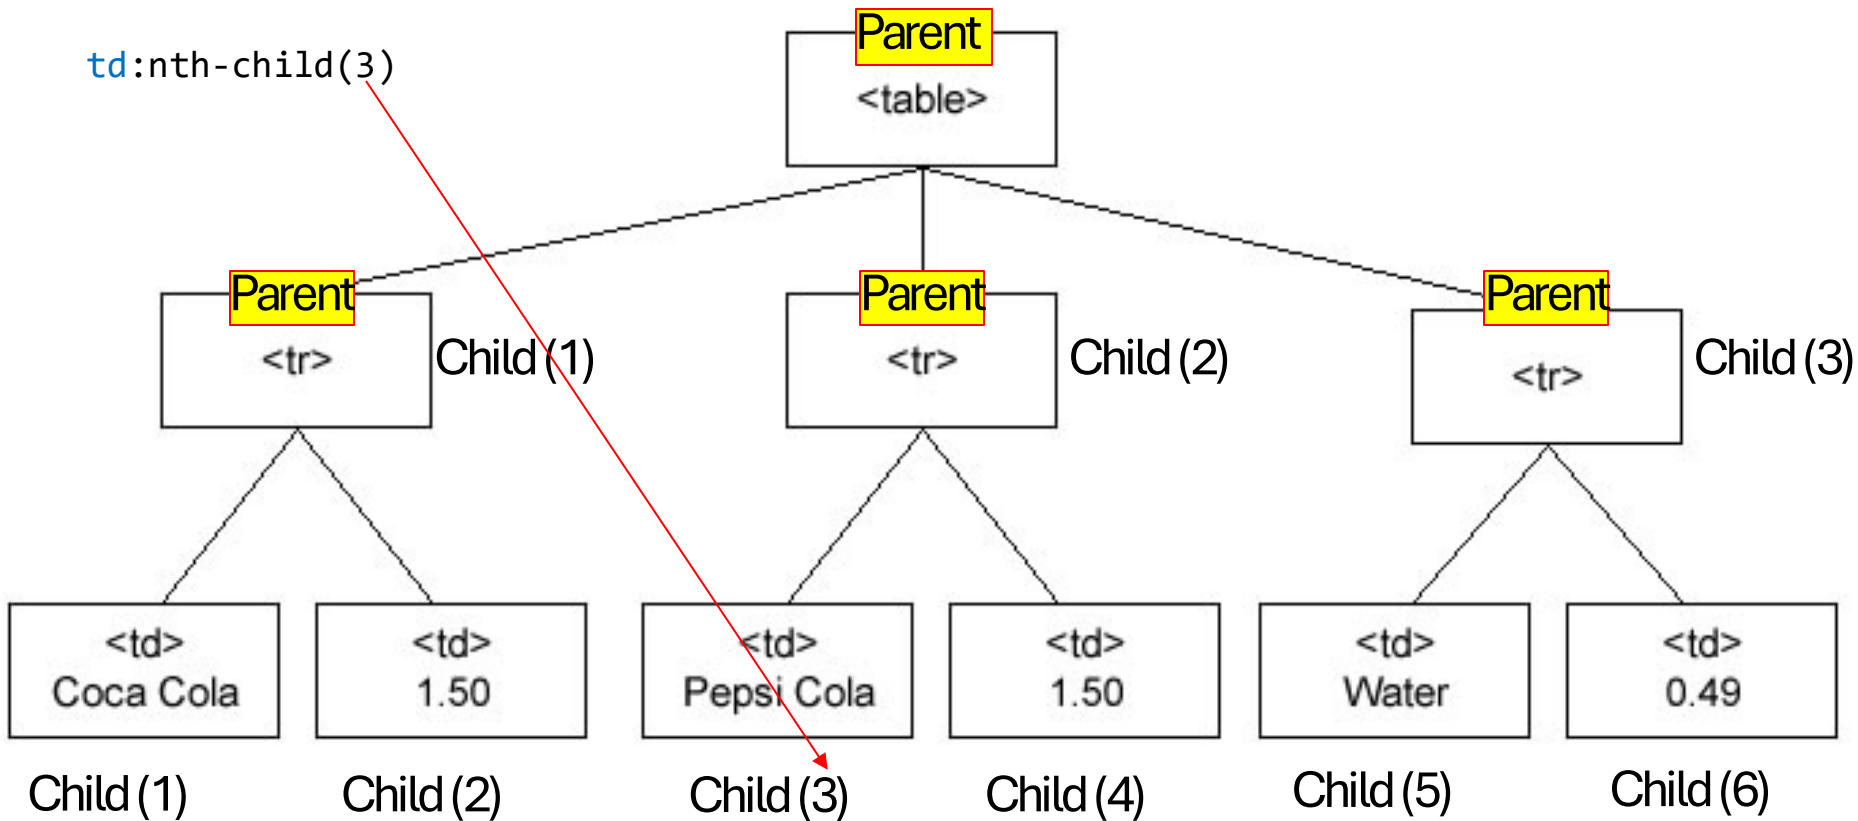 td:nth-child(3)
Parent
<table>
Parent
Parent
Parent
<tr>
Child (1)
<tr>
Child (2)
<tr>
Child (3)
<td>
Coca Cola
<td>
1.50
<td>
Pepsi Cola
<td>
1.50
<td>
Water
<td>
0.49
Child (1)
Child (2)
Child (3)
Child (4)
Child (5)
Child (6)